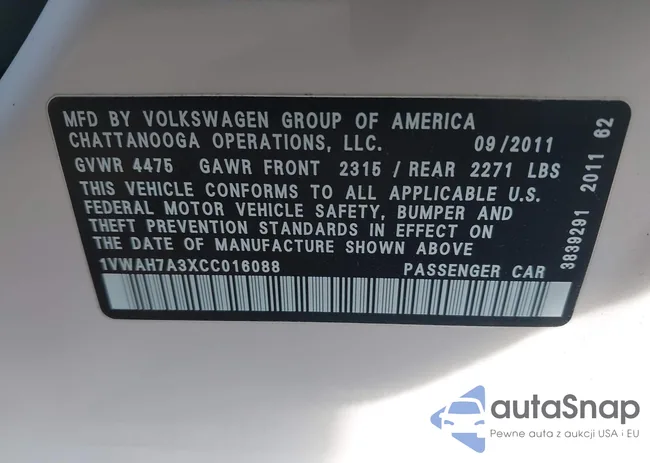 MFD BY VOLKSWAGEN GROUP OF AMERICA
CHATTANOOGA OPERATIONS, LLC. 09/2011
GVWR 4475 GAWR FRONT 2315 / REAR 2271 LBS
THIS VEHICLE CONFORMS TO ALL APPLICABLE U.S.
FEDERAL MOTOR VEHICLE SAFETY, BUMPER AND
THEFT PREVENTION STANDARDS IN EFFECT ON
THE DATE OF MANUFACTURE SHOWN ABOVE
1VWAH7A3XCC016088 PASSENGER CAR
3839291 2011 62
autaSnap
Pewne auta z aukcji USA i EU